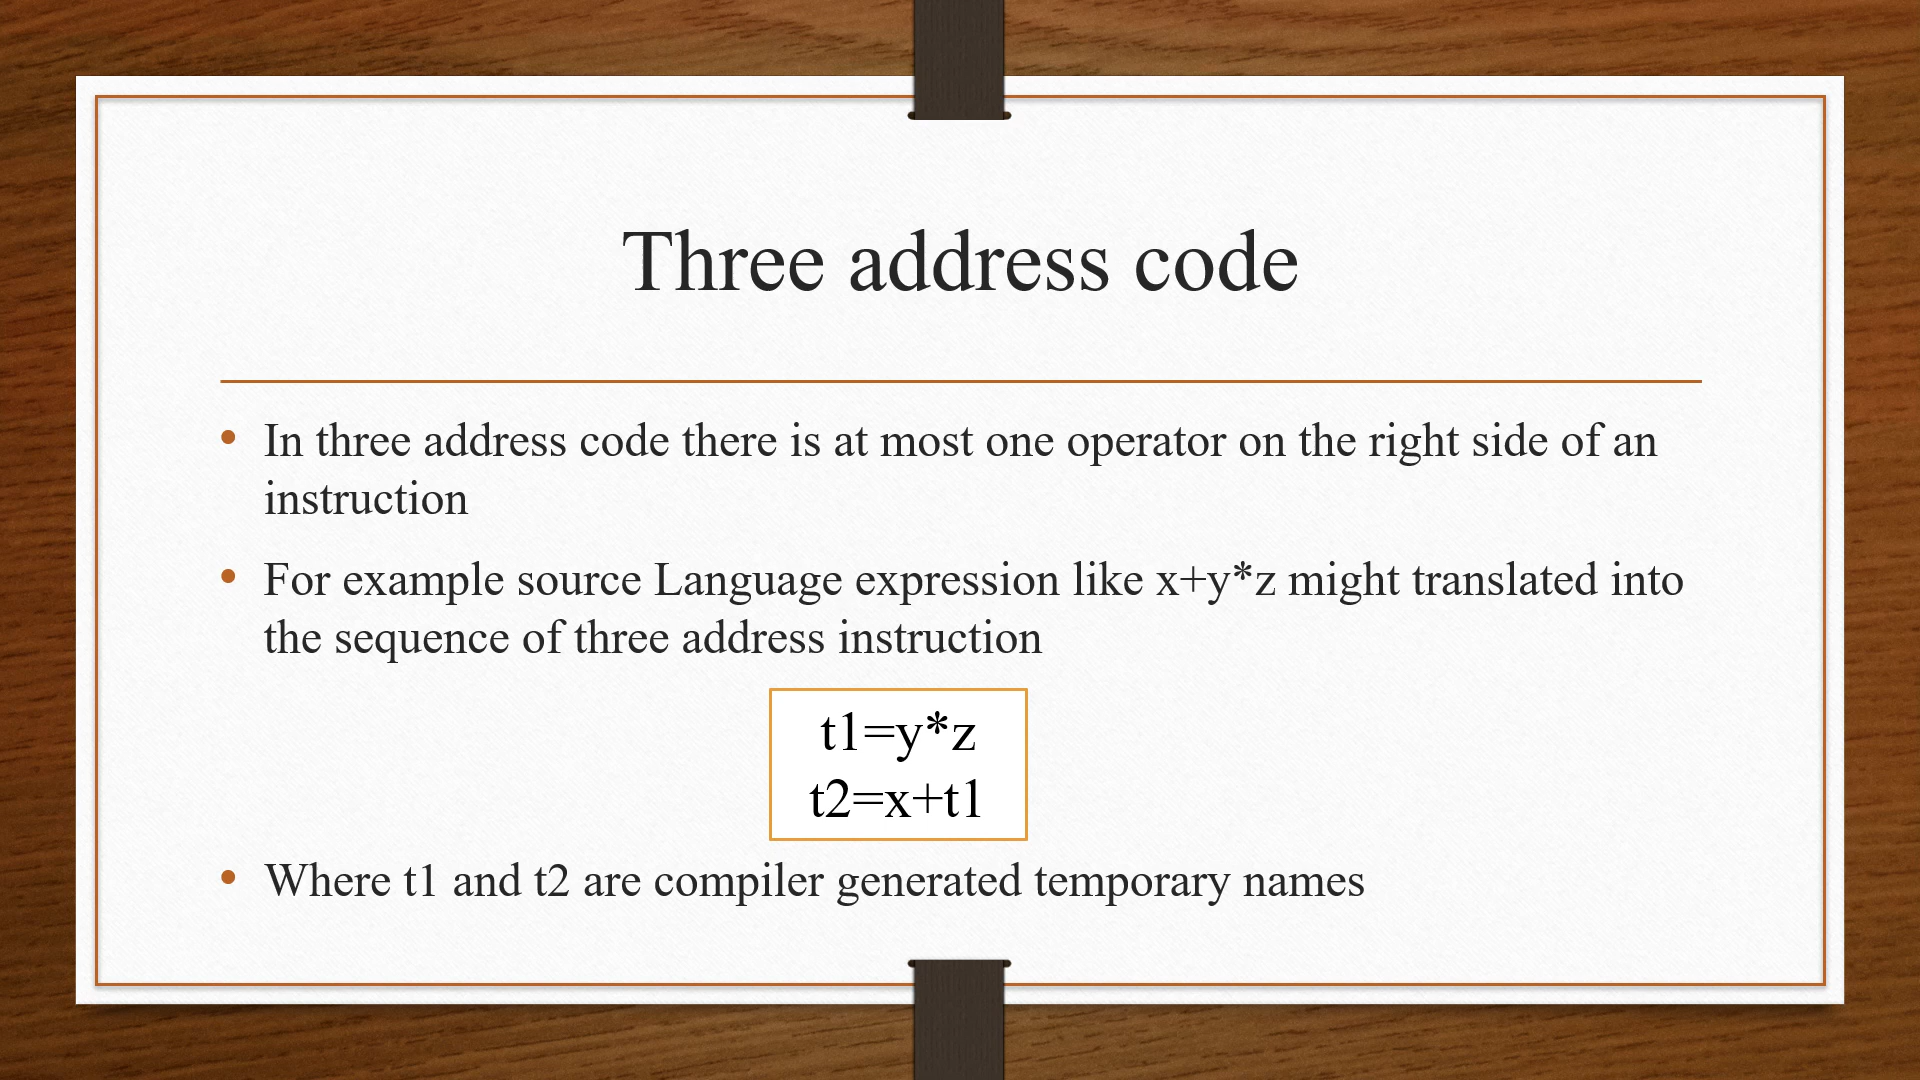 Three address code
• In three address code there is at most one operator on the right side of an
instruction
• For example source Language expression like x+y*z might translated into
the sequence of three address instruction
t1=y*z
t2=x+t1
• Where t1 and t2 are compiler generated temporary names